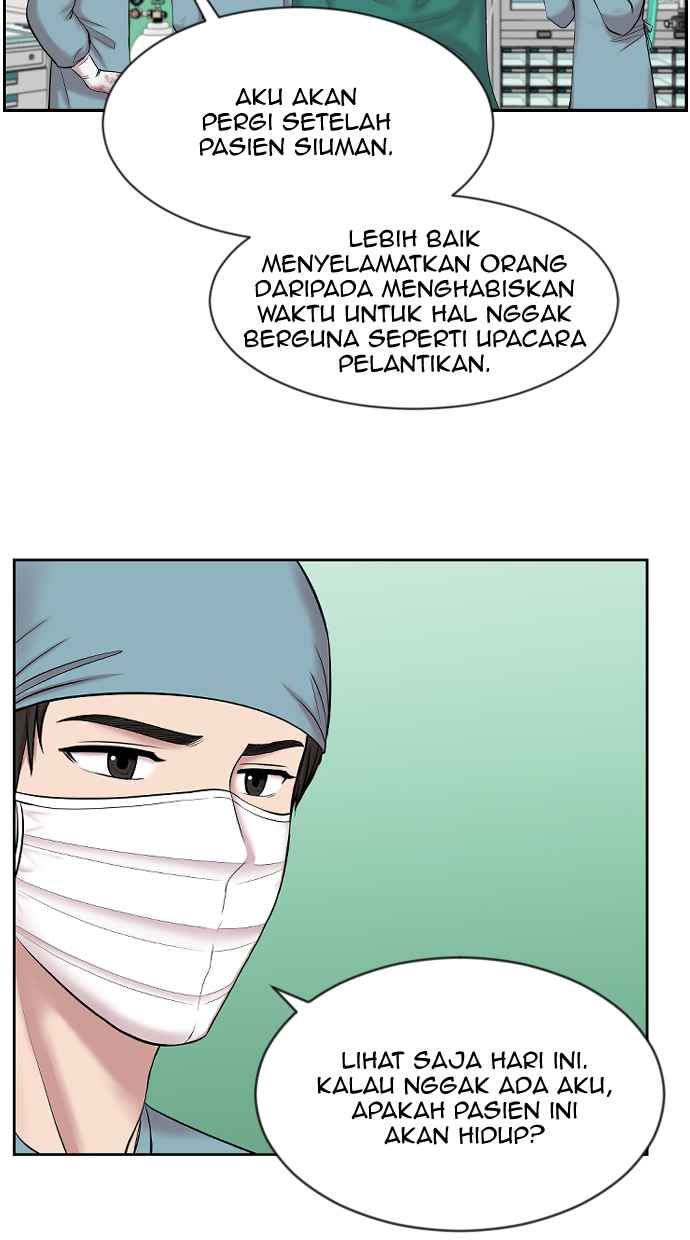 AKU AKAN
PERGI SETELAH
PASIEN SIUMAN.
LEBIH BAIK
MENYELAMATKAN ORANG
DARIPADA MENGHABISKAN
WAKTU UNTUK HAL NGGAK
BERGUNA SEPERTI UPACARA
PELANTIKAN.
LIHAT SAJA HARI INI.
KALAU NGGAK ADA AKU,
APAKAH PASIEN INI
AKAN HIDUP?